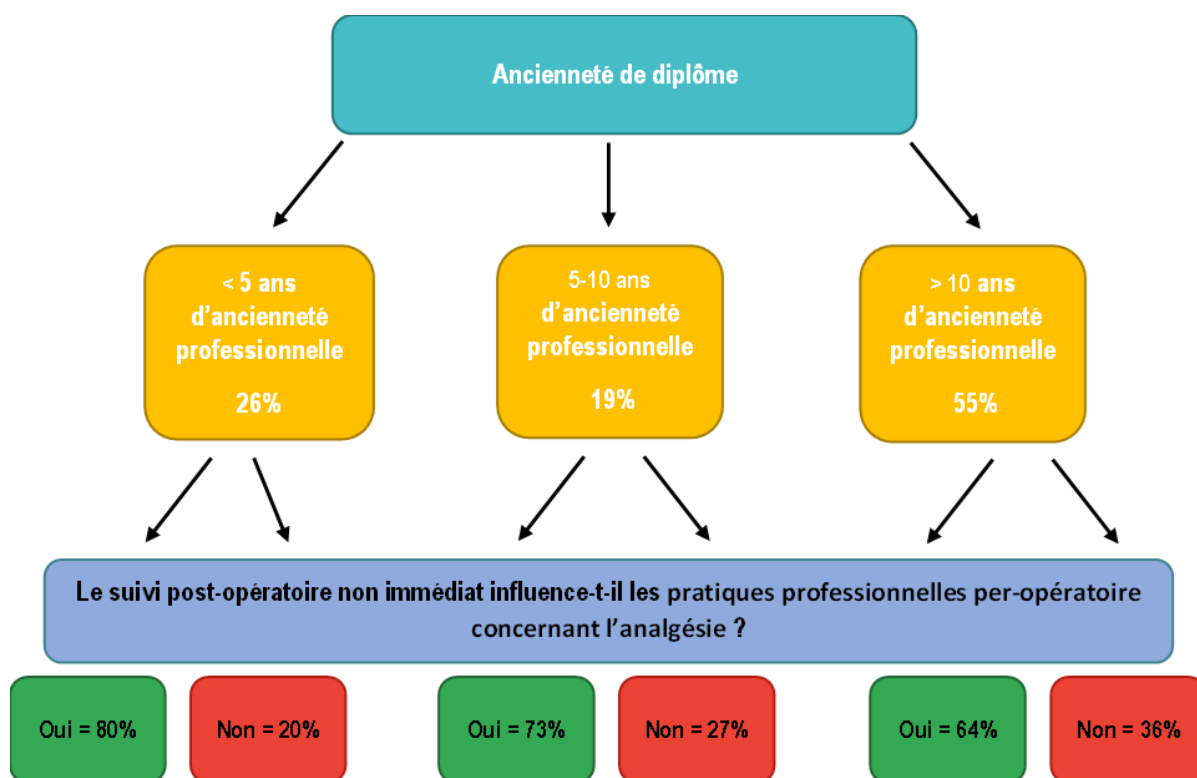 Ancienneté de diplôme
< 5 ans
d'ancienneté
professionnelle
26%
5-10 ans
d'ancienneté
professionnelle
19%
> 10 ans
d'ancienneté
professionnelle
55%
Le suivi post-opératoire non immédiat influence-t-il les pratiques professionnelles per-opératoire
concernant l'analgésie ?
Oui = 80%
Non = 20%
Oui = 73%
Non = 27%
Oui = 64%
Non = 36%